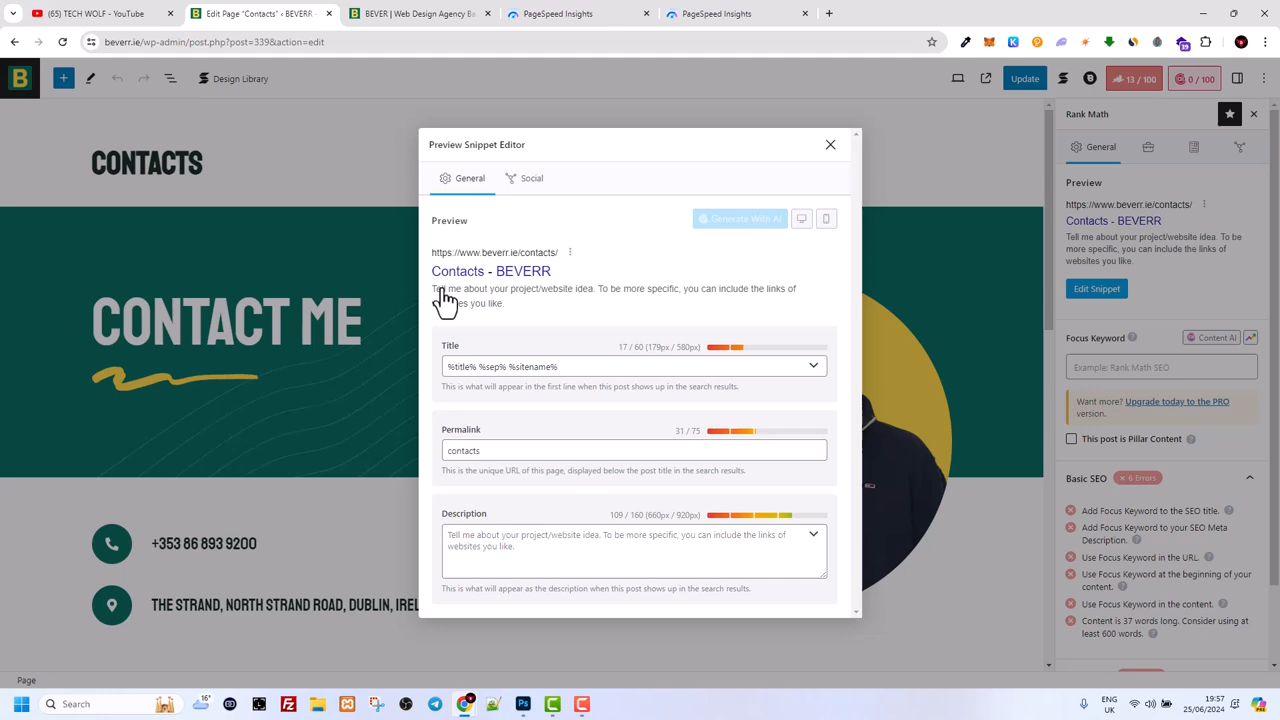 (65) TECH WOLF - YouTube
Edit Page "Contacts" ‹ BEVERR -
BEVER | Web Design Agency Ba
PageSpeed Insights
PageSpeed Insights
beverr.ie/wp-admin/post.php?post=339&action=edit
19
B
Design Library
Update
13 / 100
0 / 100
CONTACTS
CONTACT ME
+353 86 893 9200
THE STRAND, NORTH STRAND ROAD, DUBLIN, IREL
Preview Snippet Editor
General
Social
Preview
Generate With AI
https://www.beverr.ie/contacts/
Contacts - BEVERR
Tell me about your project/website idea. To be more specific, you can include the links of
es you like.
Title
17 / 60 (179px / 580px)
%title% %sep% %sitename%
This is what will appear in the first line when this post shows up in the search results.
Permalink
31 / 75
contacts
This is the unique URL of this page, displayed below the post title in the search results.
Description
109 / 160 (660px / 920px)
Tell me about your project/website idea. To be more specific, you can include the links of
websites you like.
This is what will appear as the description when this post shows up in the search results.
Rank Math
General
Preview
https://www.beverr.ie/contacts/
Contacts - BEVERR
Tell me about your project/website idea. To be
more specific, you can include the links of
websites you like.
Edit Snippet
Focus Keyword
Content AI
Example: Rank Math SEO
Want more? Upgrade today to the PRO
version.
This post is Pillar Content
Basic SEO
× 6 Errors
Add Focus Keyword to the SEO title.
Add Focus Keyword to your SEO Meta
Description.
Use Focus Keyword in the URL.
Use Focus Keyword at the beginning of your
content.
Use Focus Keyword in the content.
Content is 37 words long. Consider using at
least 600 words.
Page
Search
16°
ENG
UK
19:57
25/06/2024